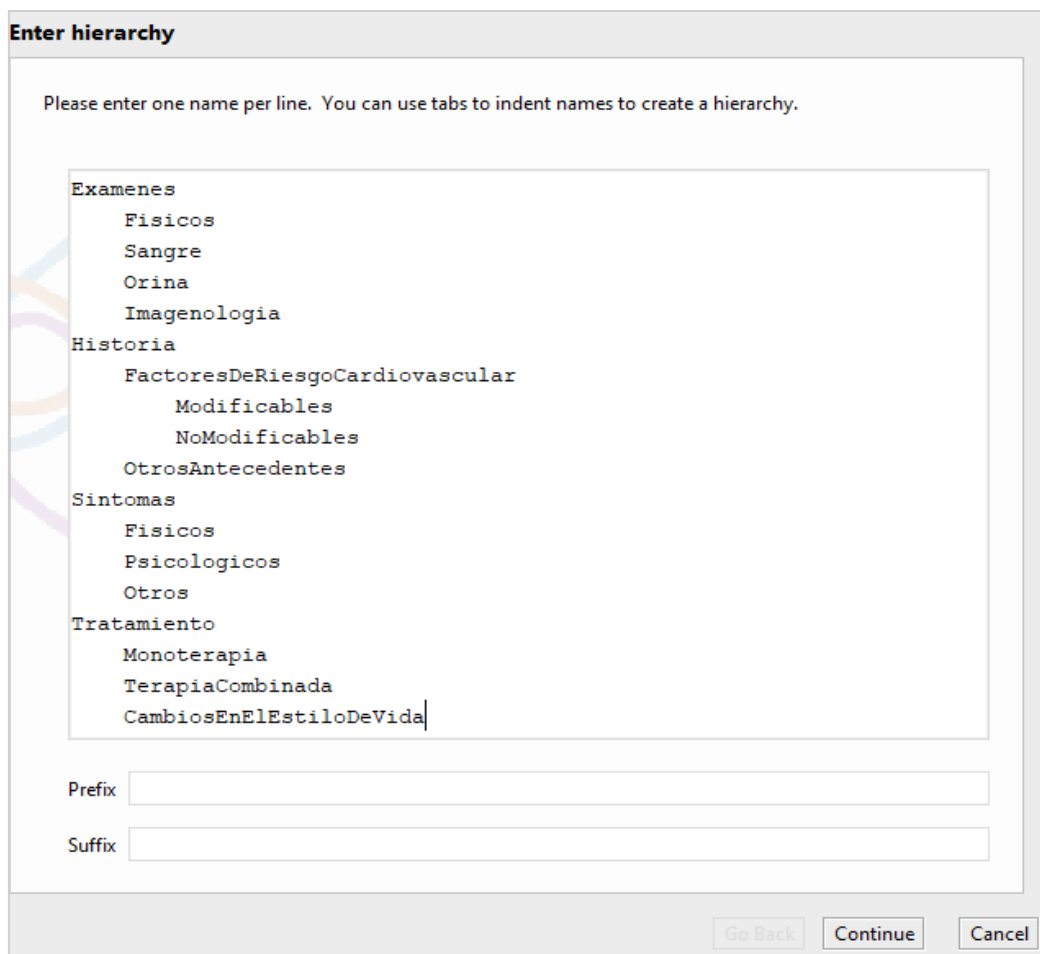 Enter hierarchy
Please enter one name per line.  You can use tabs to indent names to create a hierarchy.
Examenes
    Fisicos
    Sangre
    Orina
    Imagenologia
Historia
    FactoresDeRiesgoCardiovascular
        Modificables
        NoModificables
    OtrosAntecedentes
Sintomas
    Fisicos
    Psicologicos
    Otros
Tratamiento
    Monoterapia
    TerapiaCombinada
    CambiosEnElEstiloDeVida
Prefix
Suffix
Go Back Continue Cancel